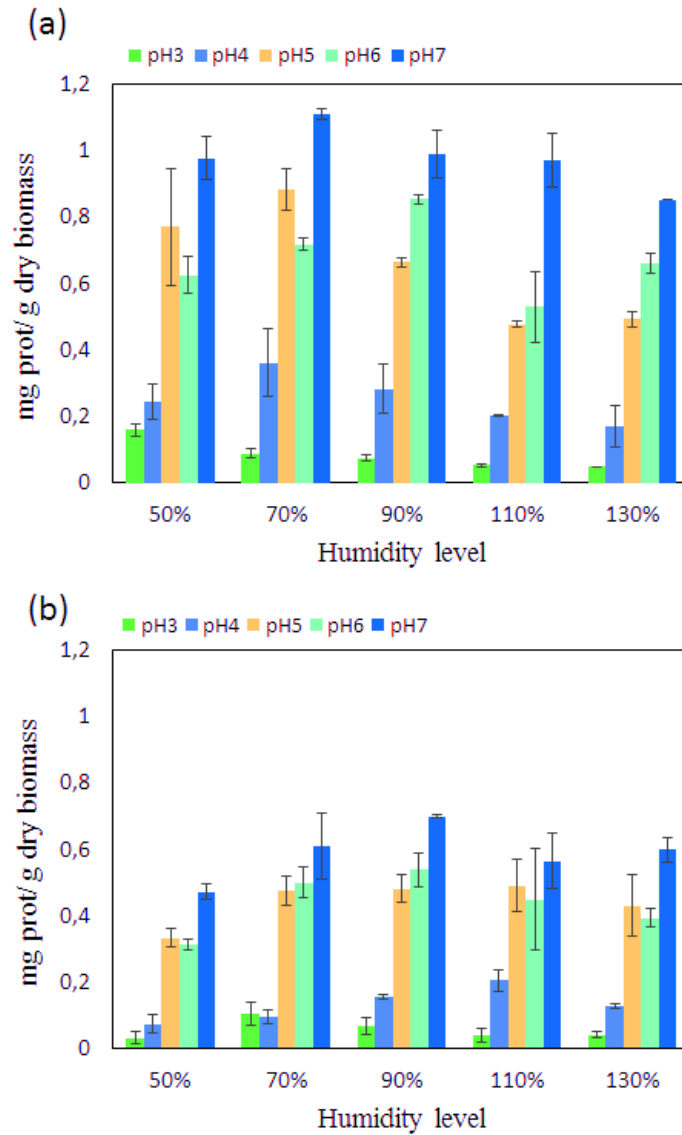 (a)
pH3 pH4 pH5 pH6 pH7
1,2
1
0,8
0,6
0,4
0,2
0
mg prot/ g dry biomass
50% 70% 90% 110% 130%
Humidity level
(b)
pH3 pH4 pH5 pH6 pH7
1,2
1
0,8
0,6
0,4
0,2
0
mg prot/ g dry biomass
50% 70% 90% 110% 130%
Humidity level